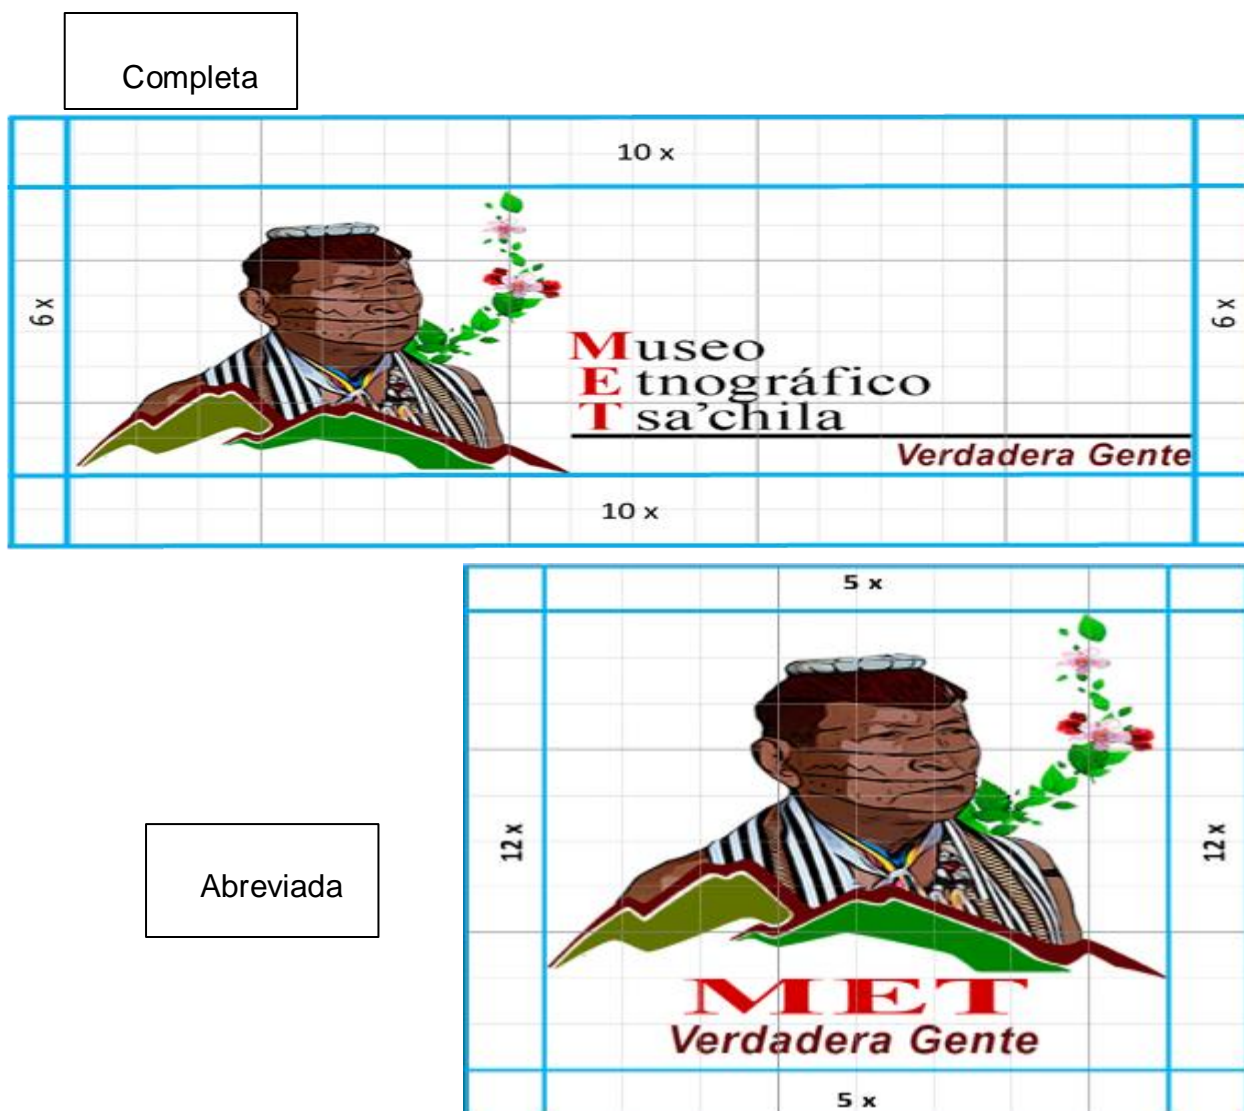 Completa
10 x
6 x
6 x
Museo
Etnográfico
Tsa'chila
Verdadera Gente
10 x
5 x
12 x
12 x
Abreviada
MET
Verdadera Gente
5 x